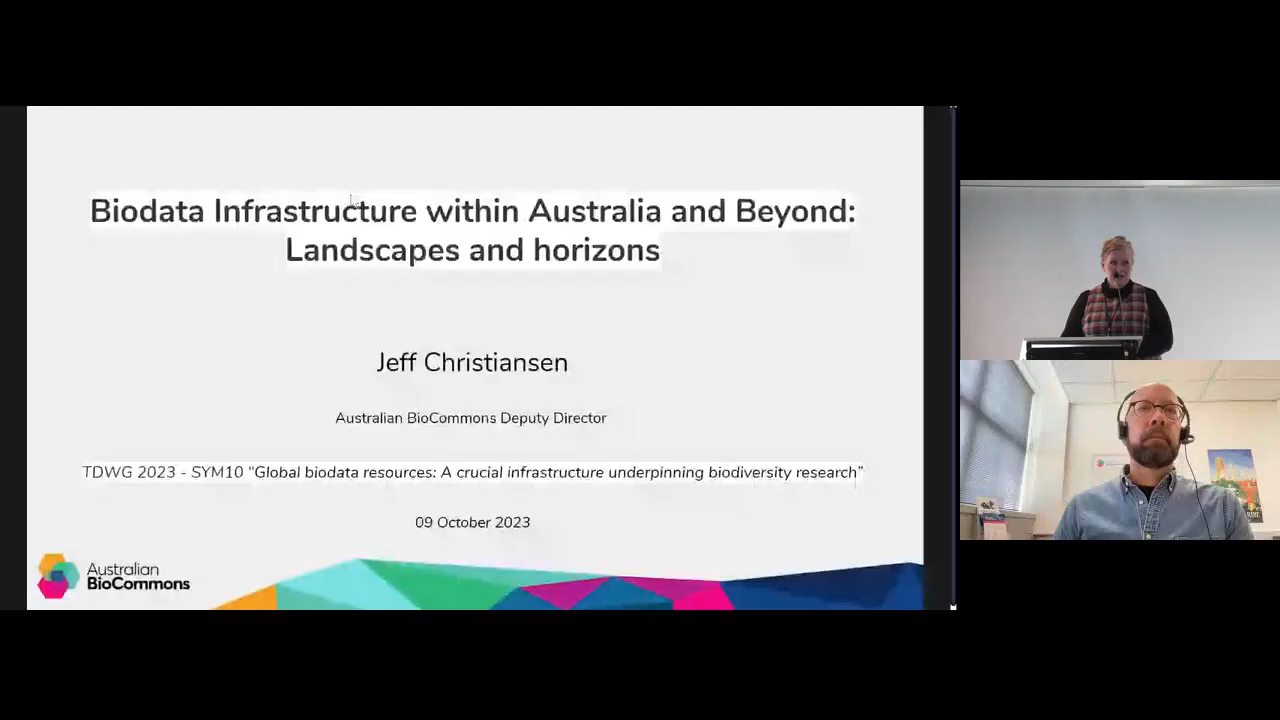 Biodata Infrastructure within Australia and Beyond:
Landscapes and horizons
Jeff Christiansen
Australian BioCommons Deputy Director
TDWG 2023 - SYM10 "Global biodata resources: A crucial infrastructure underpinning biodiversity research”
09 October 2023
Australian
BioCommons